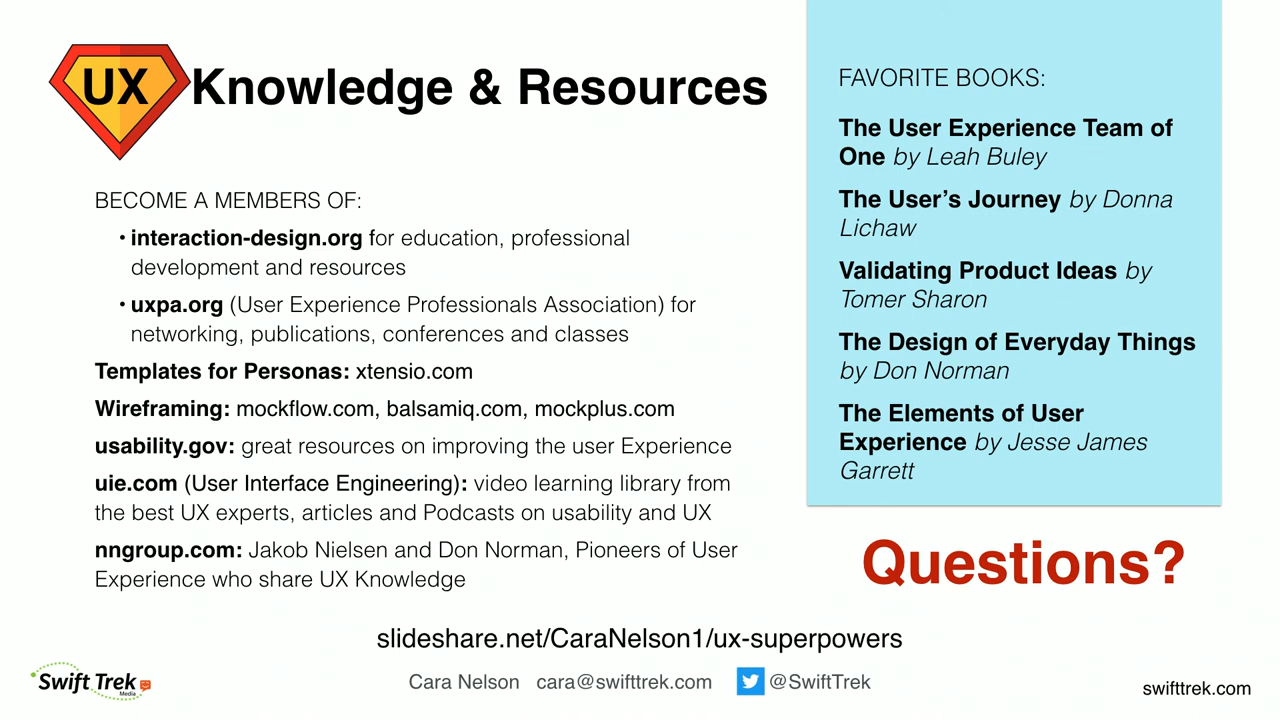 UX Knowledge & Resources
BECOME A MEMBERS OF:
• interaction-design.org for education, professional
development and resources
• uxpa.org (User Experience Professionals Association) for
networking, publications, conferences and classes
Templates for Personas: xtensio.com
Wireframing: mockflow.com, balsamiq.com, mockplus.com
usability.gov: great resources on improving the user Experience
uie.com (User Interface Engineering): video learning library from
the best UX experts, articles and Podcasts on usability and UX
nngroup.com: Jakob Nielsen and Don Norman, Pioneers of User
Experience who share UX Knowledge
FAVORITE BOOKS:
The User Experience Team of
One by Leah Buley
The User’s Journey by Donna
Lichaw
Validating Product Ideas by
Tomer Sharon
The Design of Everyday Things
by Don Norman
The Elements of User
Experience by Jesse James
Garrett
Questions?
slideshare.net/CaraNelson1/ux-superpowers
Swift Trek
Media
Cara Nelson cara@swifttrek.com @SwiftTrek
swifttrek.com